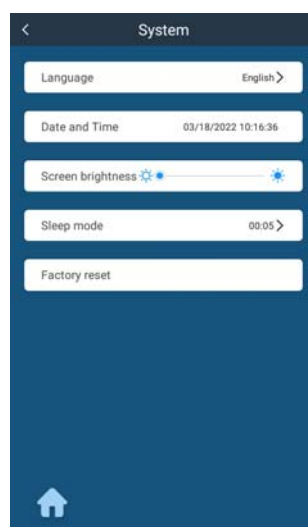 System
Language English
Date and Time 03/18/2022 10:16:36
Screen brightness
Sleep mode 00:05
Factory reset